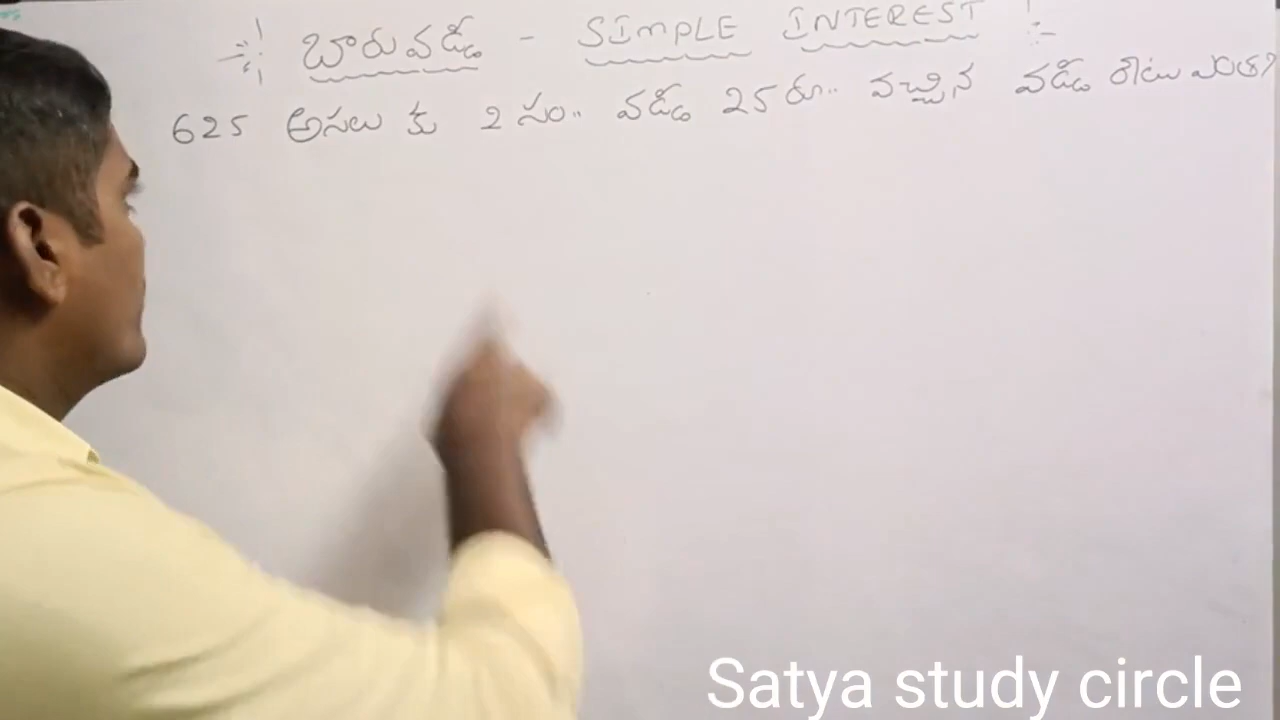 బారువడ్డీ - SIMPLE INTEREST
625 అసలు కు 2 సం.. వడ్డీ 25 రూ.. వచ్చిన వడ్డీ రేటు ఎంత?
Satya study circle